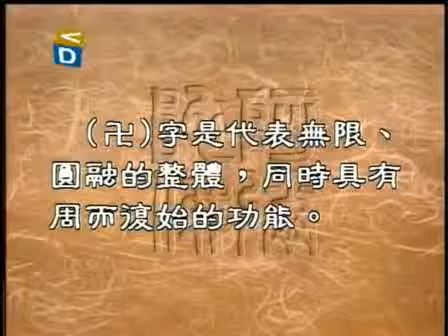 (卍)字是代表無限、
圓融的整體，同時具有
周而復始的功能。